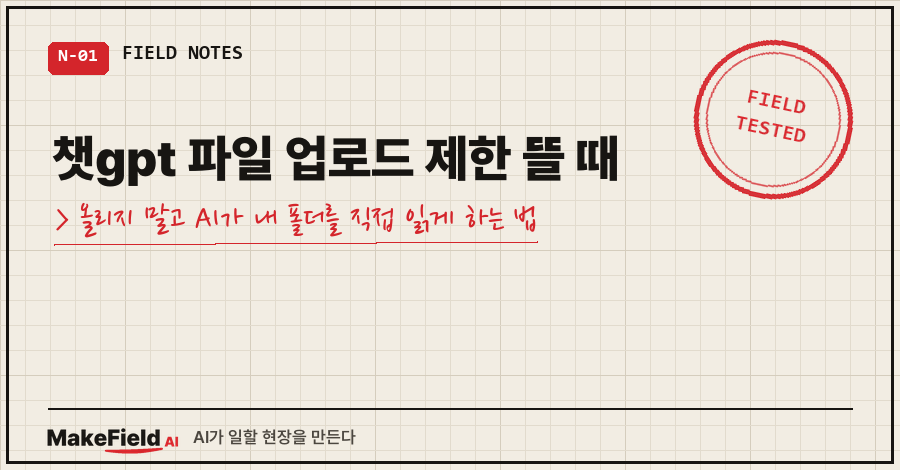 N-01 FIELD NOTES
FIELD
TESTED
챗gpt 파일 업로드 제한 뜰 때
> 올리지 말고 AI가 내 폴더를 직접 읽게 하는 법
MakeField AI AI가 일할 현장을 만든다